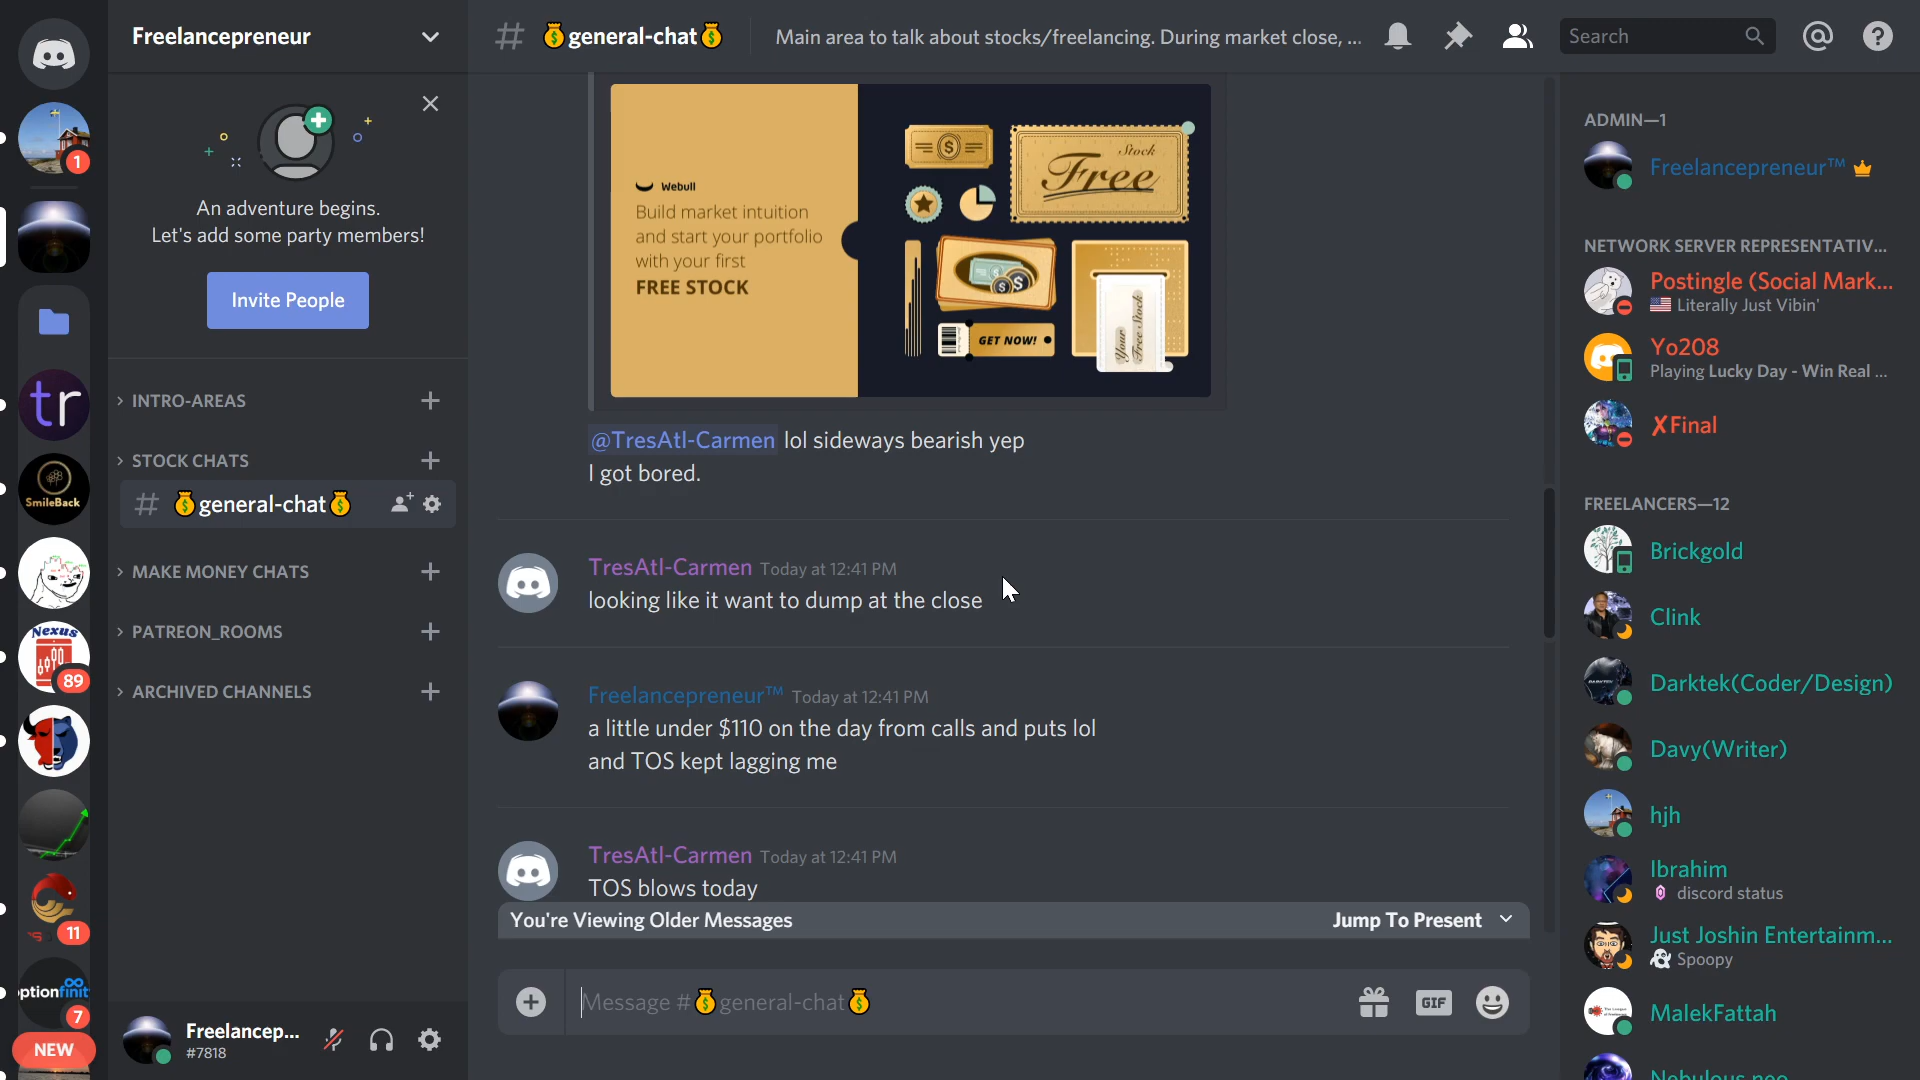 Freelancepreneur
# 💰general-chat💰
Main area to talk about stocks/freelancing. During market close, ...
Search
1
tr
SmileBack
Nexus
89
11
ptionfinit
7
NEW
An adventure begins.
Let's add some party members!
Invite People
INTRO-AREAS
STOCK CHATS
# 💰general-chat💰
MAKE MONEY CHATS
PATREON_ROOMS
ARCHIVED CHANNELS
Freelancep...
#7818
Webull
Build market intuition
and start your portfolio
with your first
FREE STOCK
Stock
Free
GET NOW!
Your
Free Stock
@TresAtl-Carmen lol sideways bearish yep
I got bored.
TresAtl-Carmen Today at 12:41 PM
looking like it want to dump at the close
Freelancepreneur™ Today at 12:41 PM
a little under $110 on the day from calls and puts lol
and TOS kept lagging me
TresAtl-Carmen Today at 12:41 PM
TOS blows today
You're Viewing Older Messages
Jump To Present
Message #💰general-chat💰
GIF
ADMIN—1
Freelancepreneur™
NETWORK SERVER REPRESENTATIV...
Postingle (Social Mark...
Literally Just Vibin'
Yo208
Playing Lucky Day - Win Real ...
✗Final
FREELANCERS—12
Brickgold
Clink
Darktek(Coder/Design)
Davy(Writer)
hjh
Ibrahim
discord status
Just Joshin Entertainm...
Spoopy
MalekFattah